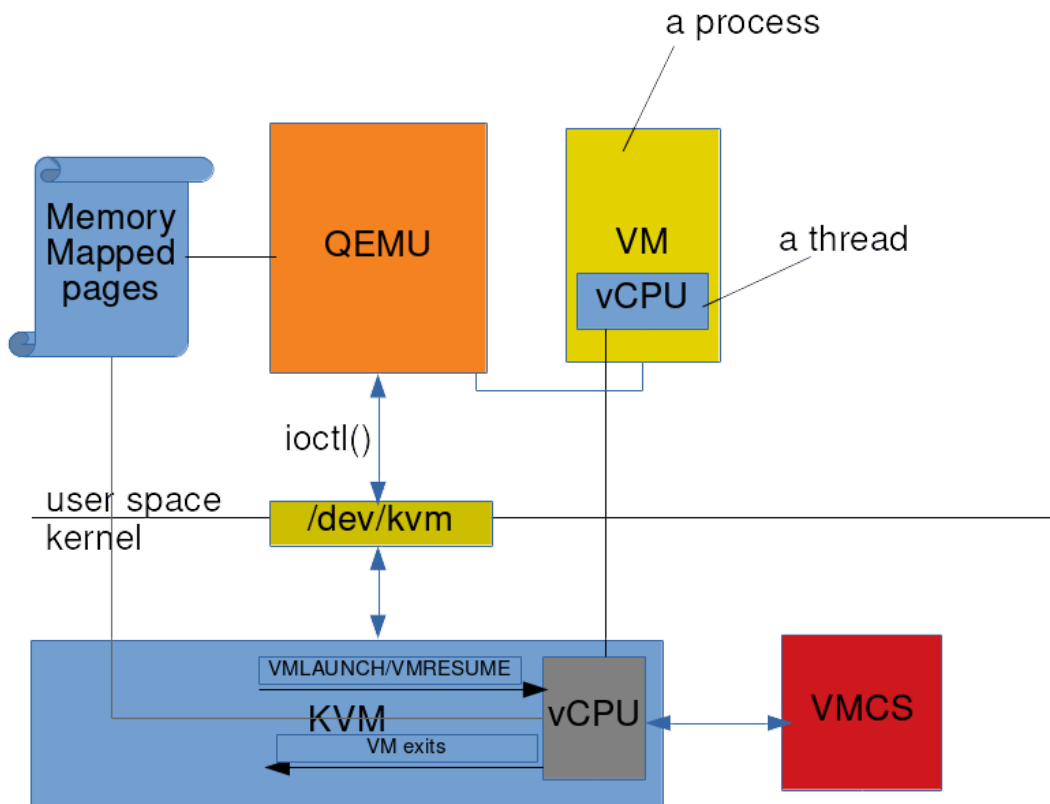 a process
Memory
Mapped
pages
QEMU
VM
a thread
vCPU
ioctl()
user space
/dev/kvm
kernel
VMLAUNCH/VMRESUME
KVM
vCPU
VMCS
VM exits